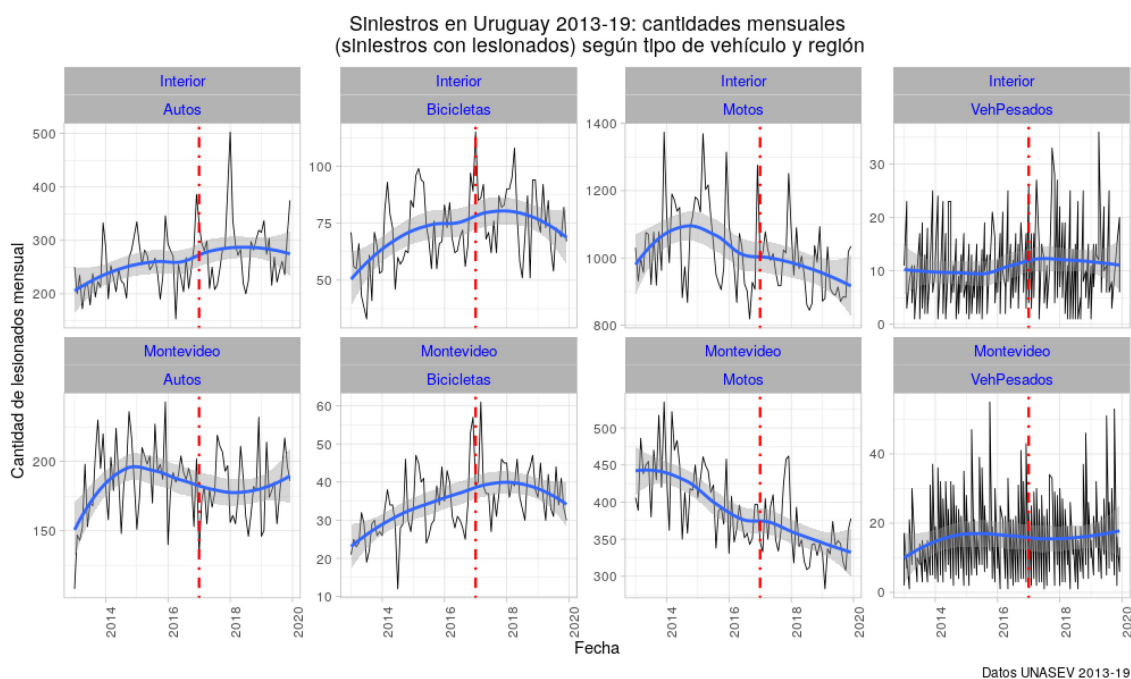 Siniestros en Uruguay 2013-19: cantidades mensuales
(siniestros con lesionados) según tipo de vehículo y región
Cantidad de lesionados mensual
Interior
Autos
500
400
300
200
Interior
Bicicletas
100
75
50
Interior
Motos
1400
1200
1000
800
Interior
VehPesados
30
20
10
0
Montevideo
Autos
200
150
Montevideo
Bicicletas
60
50
40
30
20
10
Montevideo
Motos
500
450
400
350
300
Montevideo
VehPesados
40
20
0
2014
2016
2018
2020
2014
2016
2018
2020
2014
2016
2018
2020
2014
2016
2018
2020
Fecha
Datos UNASEV 2013-19